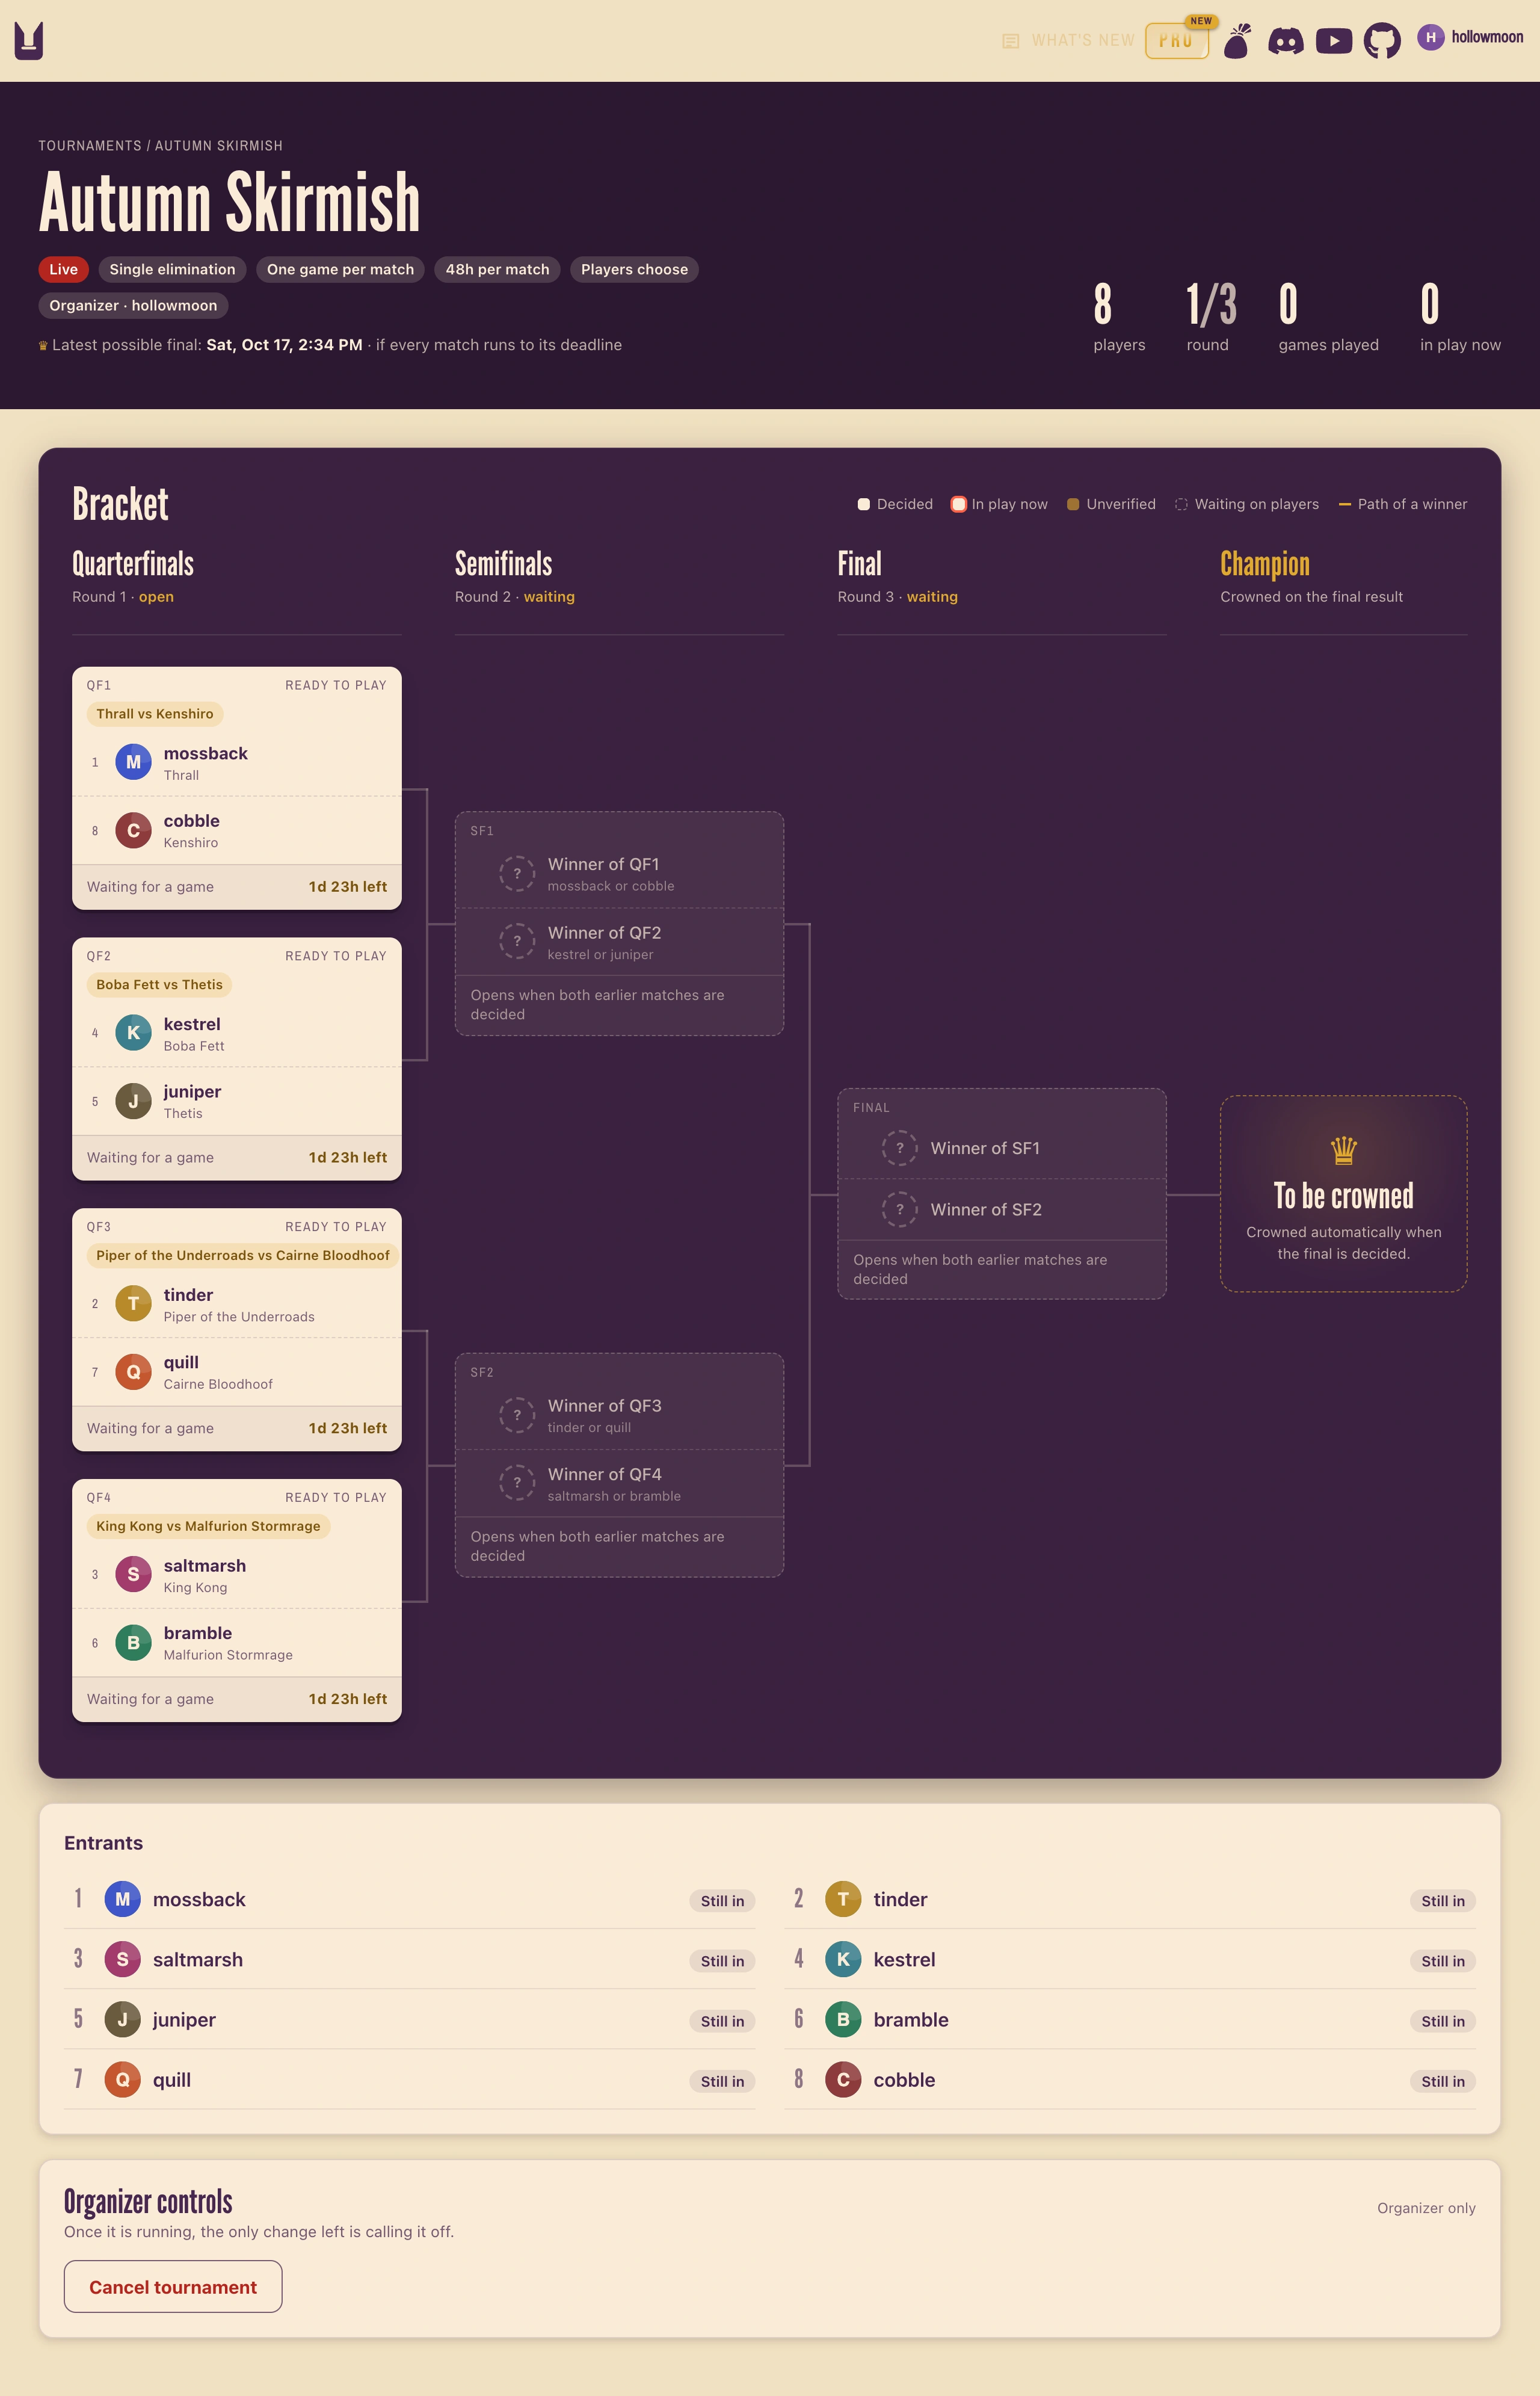 WHAT'S NEW
PRO
NEW
H
hollowmoon
TOURNAMENTS / AUTUMN SKIRMISH
Autumn Skirmish
Live
Single elimination
One game per match
48h per match
Players choose
Organizer · hollowmoon
♛ Latest possible final: Sat, Oct 17, 2:34 PM · if every match runs to its deadline
8
players
1/3
round
0
games played
0
in play now
Bracket
Decided
In play now
Unverified
Waiting on players
Path of a winner
Quarterfinals
Round 1 · open
Semifinals
Round 2 · waiting
Final
Round 3 · waiting
Champion
Crowned on the final result
QF1
READY TO PLAY
Thrall vs Kenshiro
1
M
mossback
Thrall
8
C
cobble
Kenshiro
Waiting for a game
1d 23h left
QF2
READY TO PLAY
Boba Fett vs Thetis
4
K
kestrel
Boba Fett
5
J
juniper
Thetis
Waiting for a game
1d 23h left
QF3
READY TO PLAY
Piper of the Underroads vs Cairne Bloodhoof
2
T
tinder
Piper of the Underroads
7
Q
quill
Cairne Bloodhoof
Waiting for a game
1d 23h left
QF4
READY TO PLAY
King Kong vs Malfurion Stormrage
3
S
saltmarsh
King Kong
6
B
bramble
Malfurion Stormrage
Waiting for a game
1d 23h left
SF1
?
Winner of QF1
mossback or cobble
?
Winner of QF2
kestrel or juniper
Opens when both earlier matches are
decided
SF2
?
Winner of QF3
tinder or quill
?
Winner of QF4
saltmarsh or bramble
Opens when both earlier matches are
decided
FINAL
?
Winner of SF1
?
Winner of SF2
Opens when both earlier matches are
decided
♛
To be crowned
Crowned automatically when
the final is decided.
Entrants
1
M
mossback
Still in
2
T
tinder
Still in
3
S
saltmarsh
Still in
4
K
kestrel
Still in
5
J
juniper
Still in
6
B
bramble
Still in
7
Q
quill
Still in
8
C
cobble
Still in
Organizer controls
Organizer only
Once it is running, the only change left is calling it off.
Cancel tournament